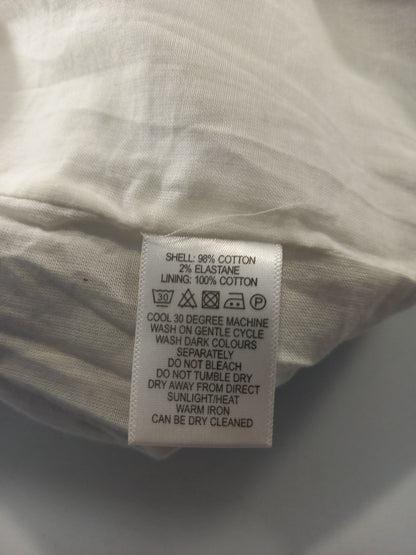 SHELL: 98% COTTON
2% ELASTANE
LINING: 100% COTTON
30 P
COOL 30 DEGREE MACHINE
WASH ON GENTLE CYCLE
WASH DARK COLOURS
SEPARATELY
DO NOT BLEACH
DO NOT TUMBLE DRY
DRY AWAY FROM DIRECT
SUNLIGHT/HEAT
WARM IRON
CAN BE DRY CLEANED